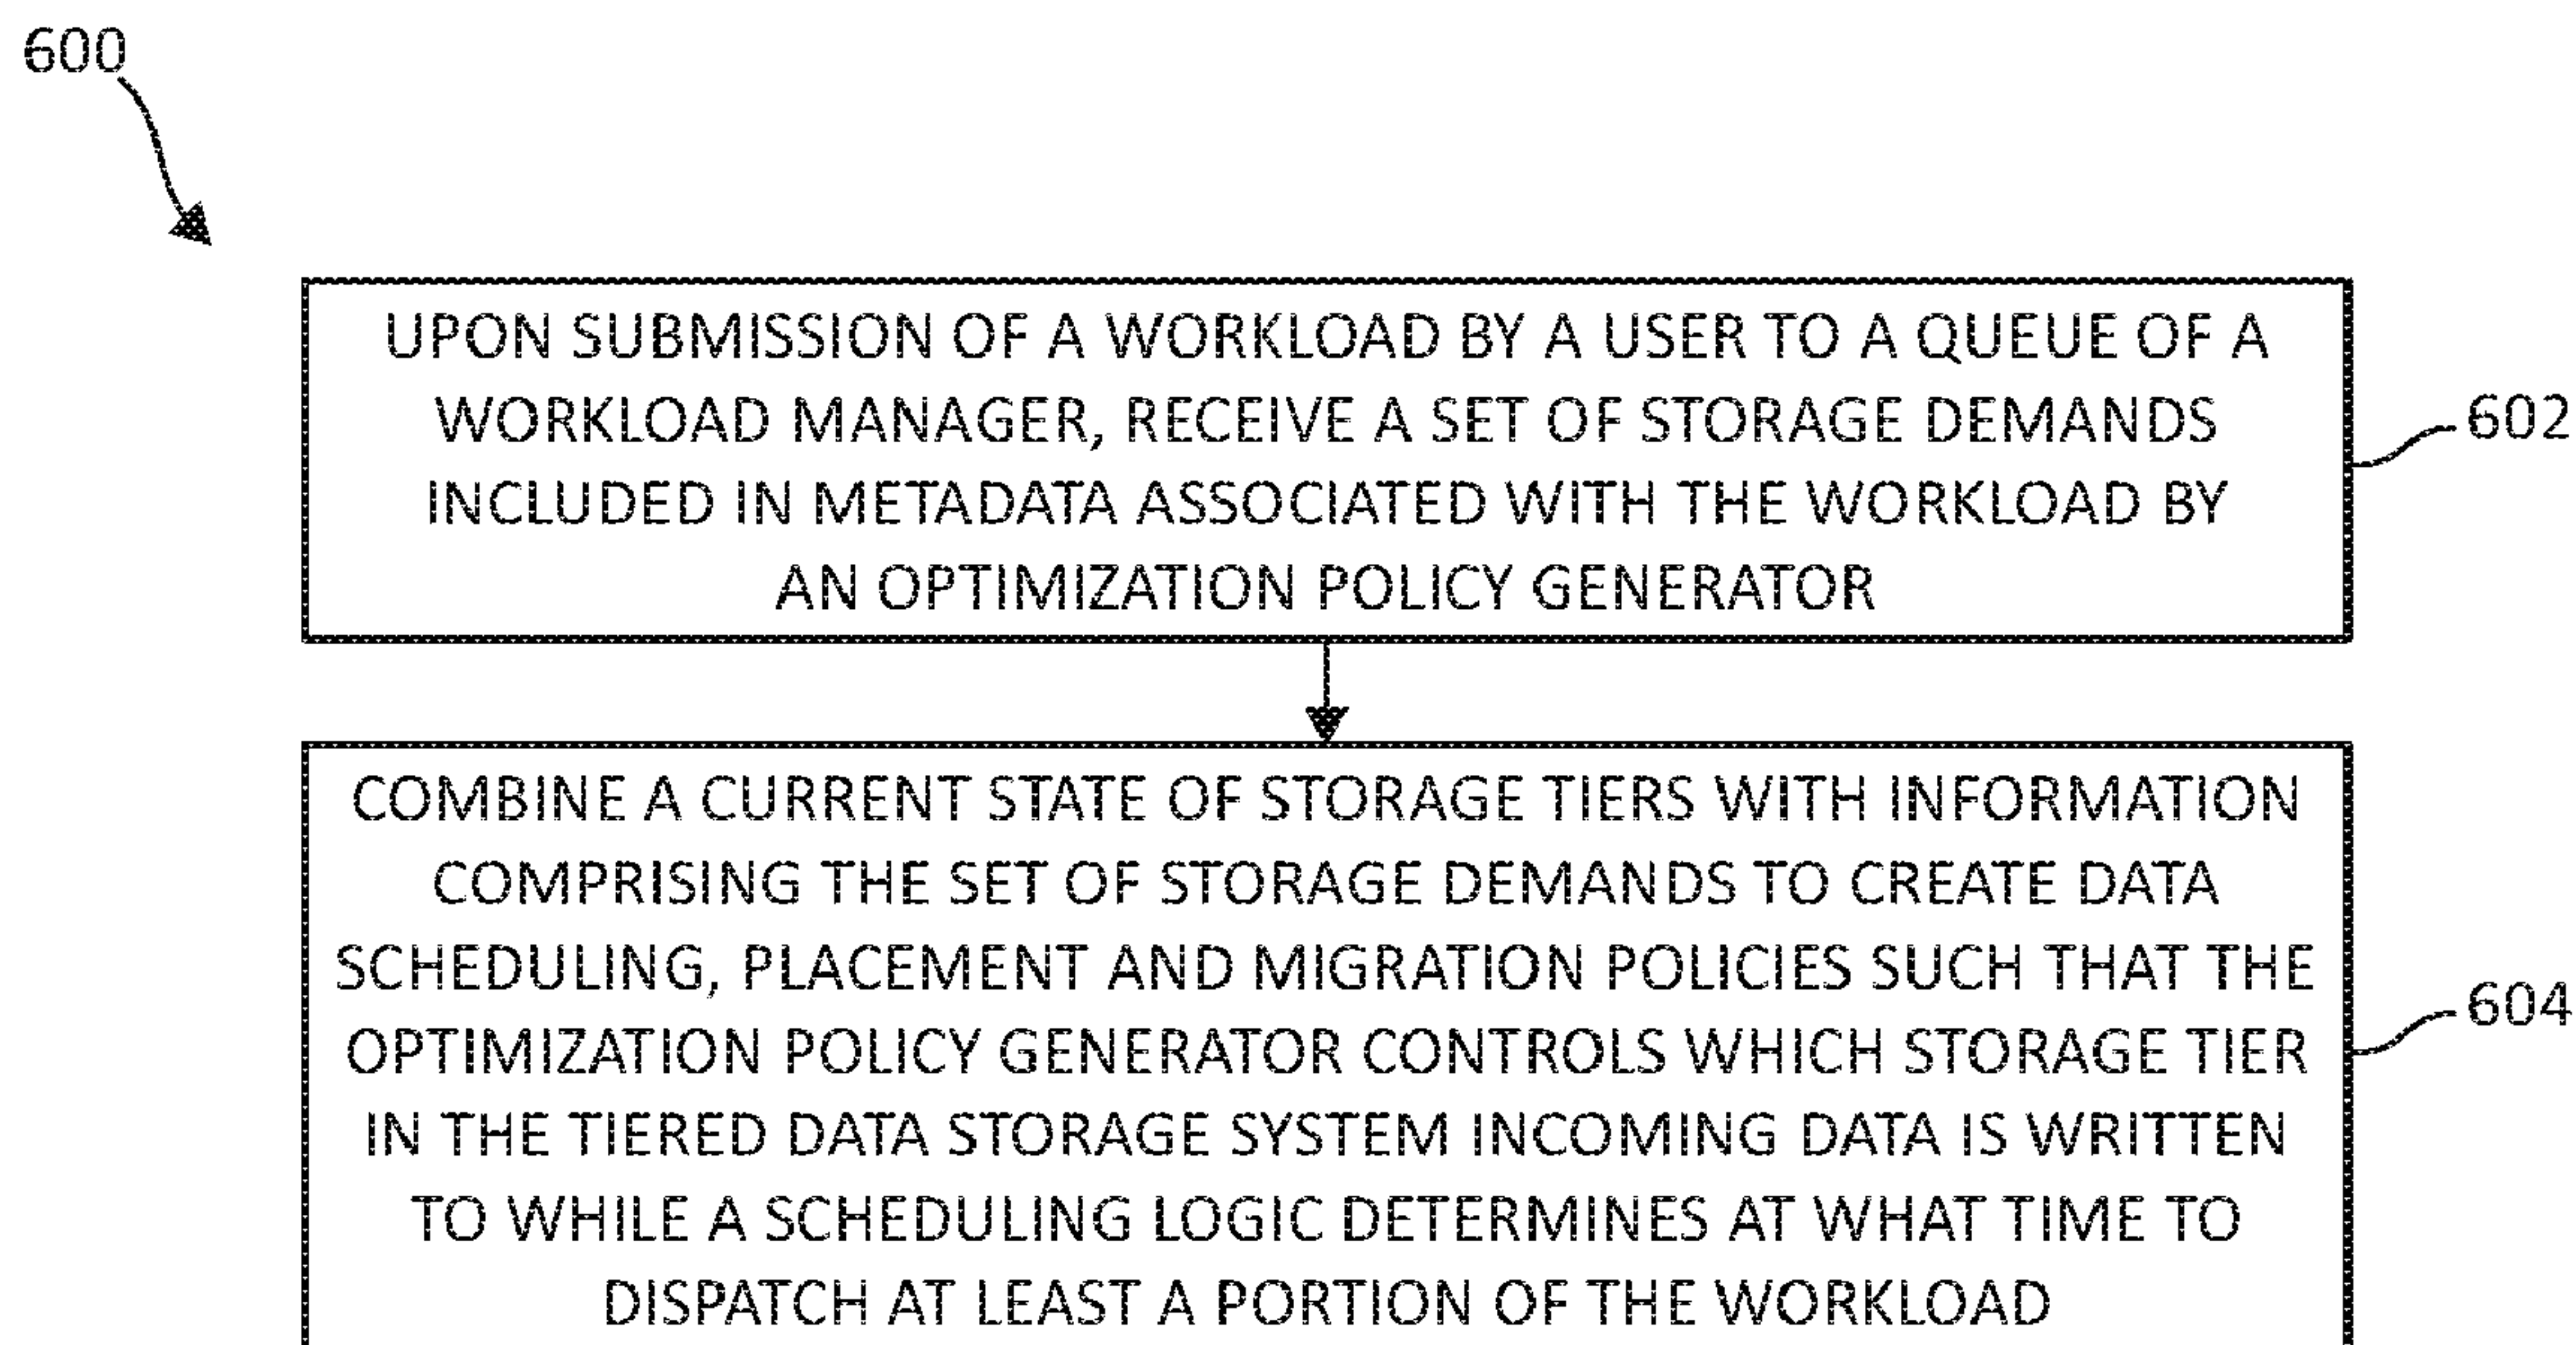 600
UPON SUBMISSION OF A WORKLOAD BY A USER TO A QUEUE OF A
WORKLOAD MANAGER, RECEIVE A SET OF STORAGE DEMANDS
INCLUDED IN METADATA ASSOCIATED WITH THE WORKLOAD BY
AN OPTIMIZATION POLICY GENERATOR
602
COMBINE A CURRENT STATE OF STORAGE TIERS WITH INFORMATION
COMPRISING THE SET OF STORAGE DEMANDS TO CREATE DATA
SCHEDULING, PLACEMENT AND MIGRATION POLICIES SUCH THAT THE
OPTIMIZATION POLICY GENERATOR CONTROLS WHICH STORAGE TIER
IN THE TIERED DATA STORAGE SYSTEM INCOMING DATA IS WRITTEN
TO WHILE A SCHEDULING LOGIC DETERMINES AT WHAT TIME TO
DISPATCH AT LEAST A PORTION OF THE WORKLOAD
604